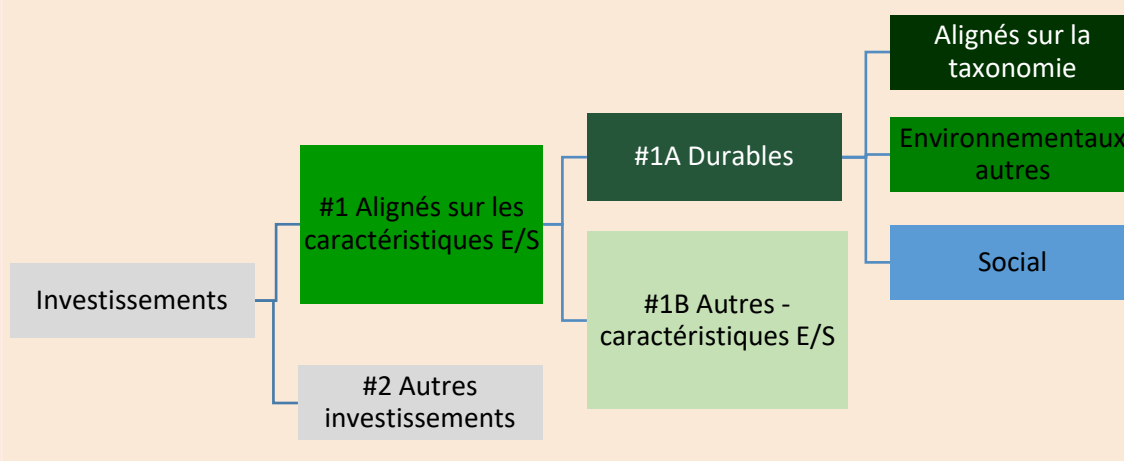 Investissements
#1 Alignés sur les
caractéristiques E/S
#2 Autres
investissements
#1A Durables
#1B Autres -
caractéristiques E/S
Alignés sur la
taxonomie
Environnementaux
autres
Social